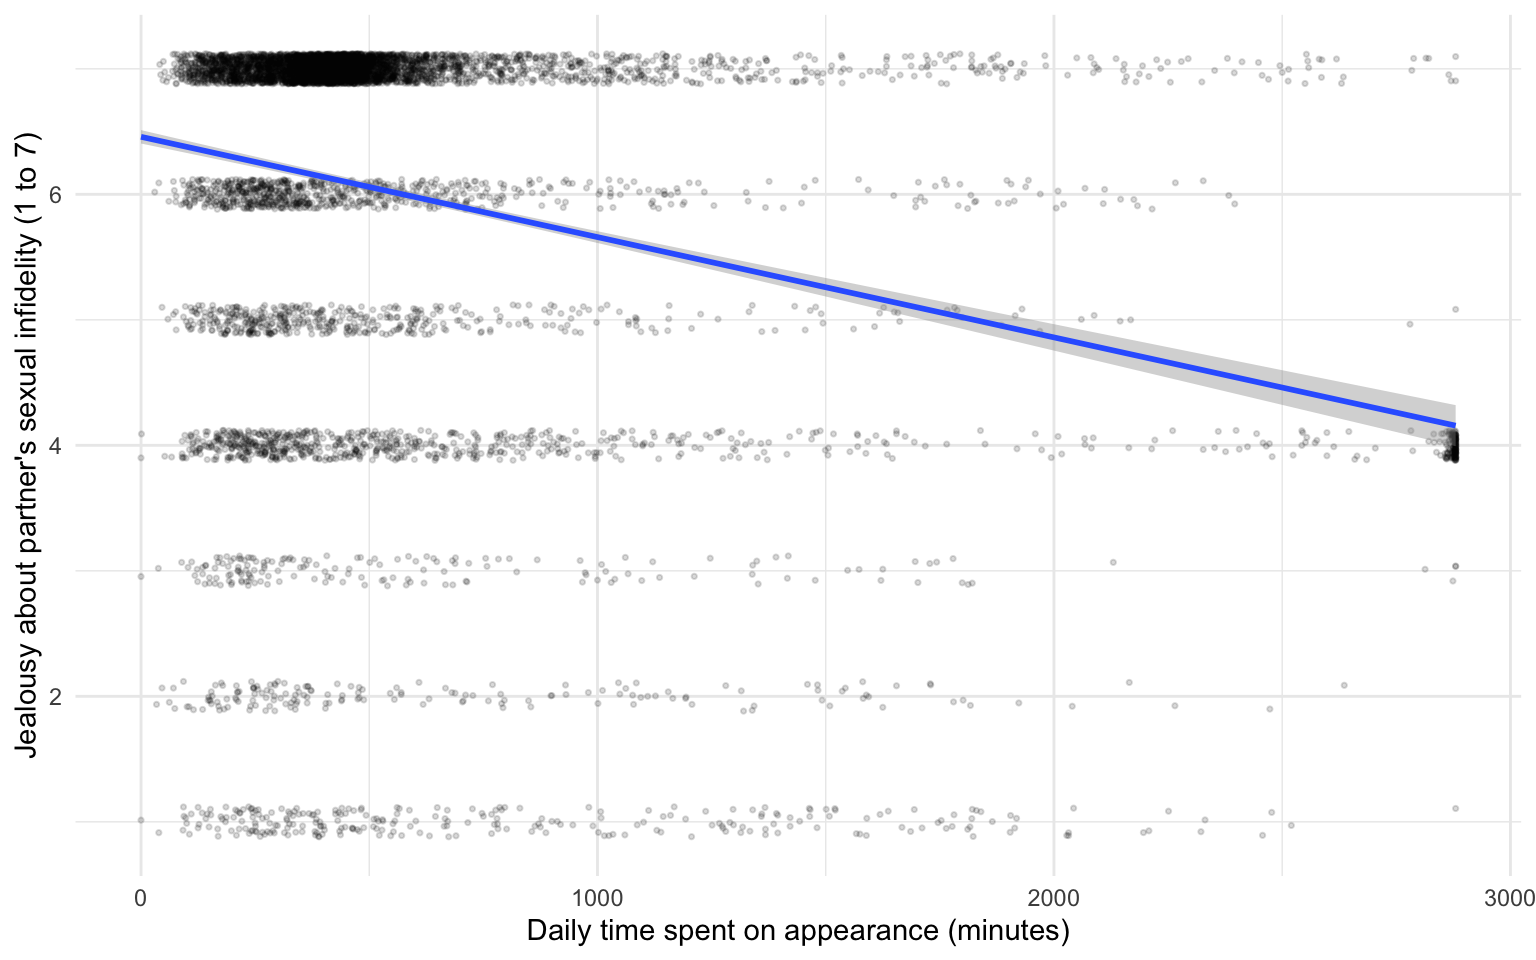 Jealousy about partner's sexual infidelity (1 to 7)
6
4
2
0 1000 2000 3000
Daily time spent on appearance (minutes)